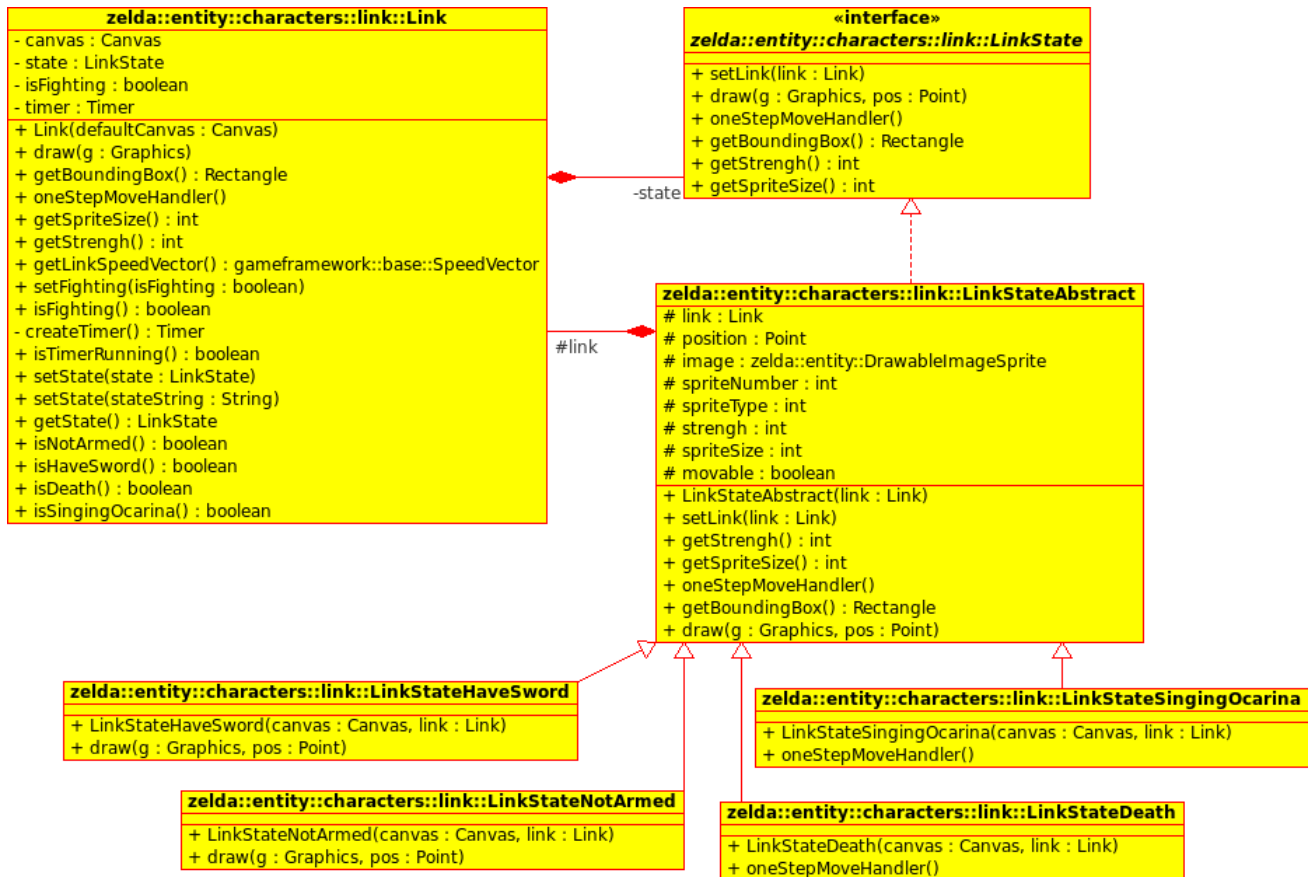 zelda::entity::characters::link::Link
- canvas : Canvas
- state : LinkState
- isFighting : boolean
- timer : Timer
+ Link(defaultCanvas : Canvas)
+ draw(g : Graphics)
+ getBoundingBox() : Rectangle
+ oneStepMoveHandler()
+ getSpriteSize() : int
+ getStrengh() : int
+ getLinkSpeedVector() : gameframework::base::SpeedVector
+ setFighting(isFighting : boolean)
+ isFighting() : boolean
- createTimer() : Timer
+ isTimerRunning() : boolean
+ setState(state : LinkState)
+ setState(stateString : String)
+ getState() : LinkState
+ isNotArmed() : boolean
+ isHaveSword() : boolean
+ isDeath() : boolean
+ isSingingOcarina() : boolean
«interface»
zelda::entity::characters::link::LinkState
+ setLink(link : Link)
+ draw(g : Graphics, pos : Point)
+ oneStepMoveHandler()
+ getBoundingBox() : Rectangle
+ getStrengh() : int
+ getSpriteSize() : int
-state
#link
zelda::entity::characters::link::LinkStateAbstract
# link : Link
# position : Point
# image : zelda::entity::DrawableImageSprite
# spriteNumber : int
# spriteType : int
# strengh : int
# spriteSize : int
# movable : boolean
+ LinkStateAbstract(link : Link)
+ setLink(link : Link)
+ getStrengh() : int
+ getSpriteSize() : int
+ oneStepMoveHandler()
+ getBoundingBox() : Rectangle
+ draw(g : Graphics, pos : Point)
zelda::entity::characters::link::LinkStateHaveSword
+ LinkStateHaveSword(canvas : Canvas, link : Link)
+ draw(g : Graphics, pos : Point)
zelda::entity::characters::link::LinkStateSingingOcarina
+ LinkStateSingingOcarina(canvas : Canvas, link : Link)
+ oneStepMoveHandler()
zelda::entity::characters::link::LinkStateNotArmed
+ LinkStateNotArmed(canvas : Canvas, link : Link)
+ draw(g : Graphics, pos : Point)
zelda::entity::characters::link::LinkStateDeath
+ LinkStateDeath(canvas : Canvas, link : Link)
+ oneStepMoveHandler()